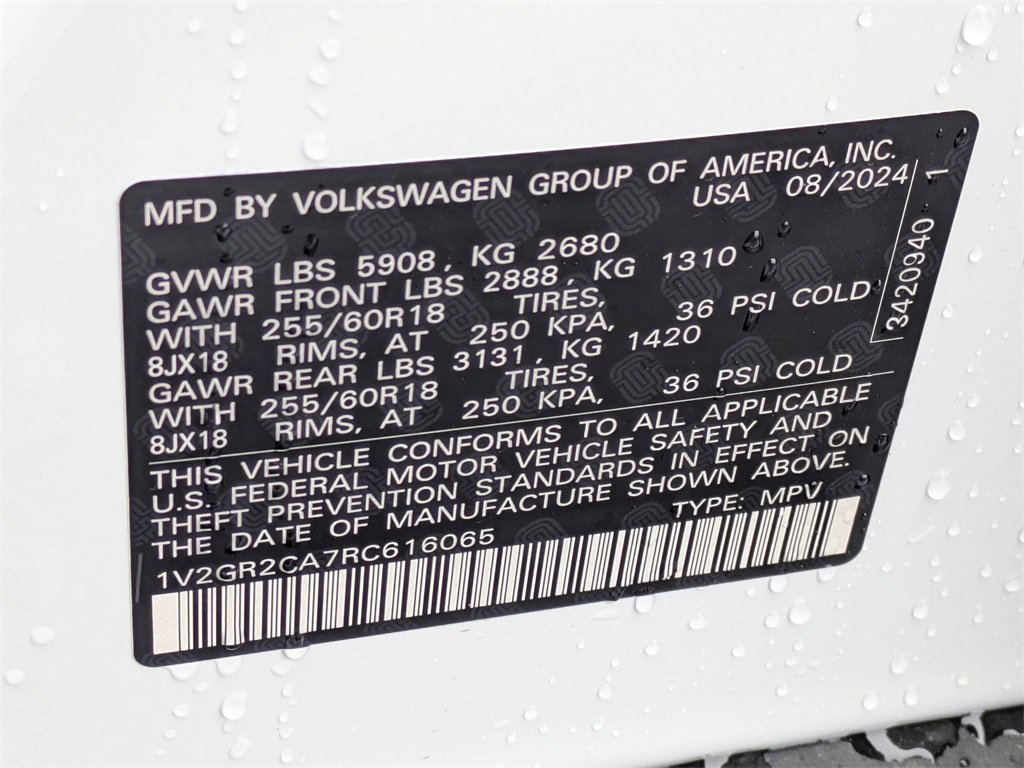 MFD BY VOLKSWAGEN GROUP OF AMERICA, INC.
USA 08/2024
GVWR LBS 5908, KG 2680
GAWR FRONT LBS 2888, KG 1310
WITH 255/60R18 TIRES,
8JX18 RIMS, AT 250 KPA, 36 PSI COLD
GAWR REAR LBS 3131, KG 1420
WITH 255/60R18 TIRES,
8JX18 RIMS, AT 250 KPA, 36 PSI COLD
THIS VEHICLE CONFORMS TO ALL APPLICABLE
U.S. FEDERAL MOTOR VEHICLE SAFETY AND
THEFT PREVENTION STANDARDS IN EFFECT ON
THE DATE OF MANUFACTURE SHOWN ABOVE.
1V2GR2CA7RC616065 TYPE: MPV
3420940 1